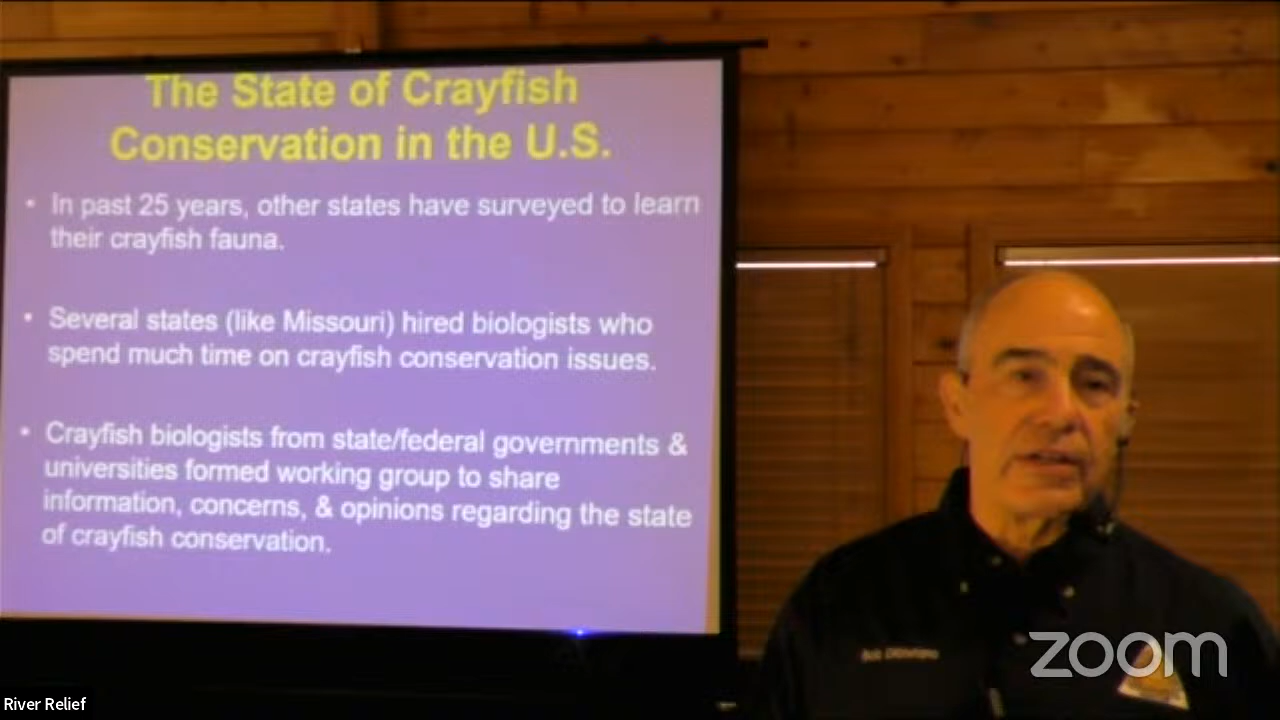 The State of Crayfish
Conservation in the U.S.
• In past 25 years, other states have surveyed to learn
their crayfish fauna.
• Several states (like Missouri) hired biologists who
spend much time on crayfish conservation issues.
• Crayfish biologists from state/federal governments &
universities formed working group to share
information, concerns, & opinions regarding the state
of crayfish conservation.
zoom
River Relief